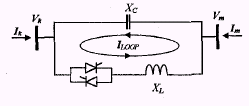 V_k X_C V_m
I_k I_LOOP I_m
X_L